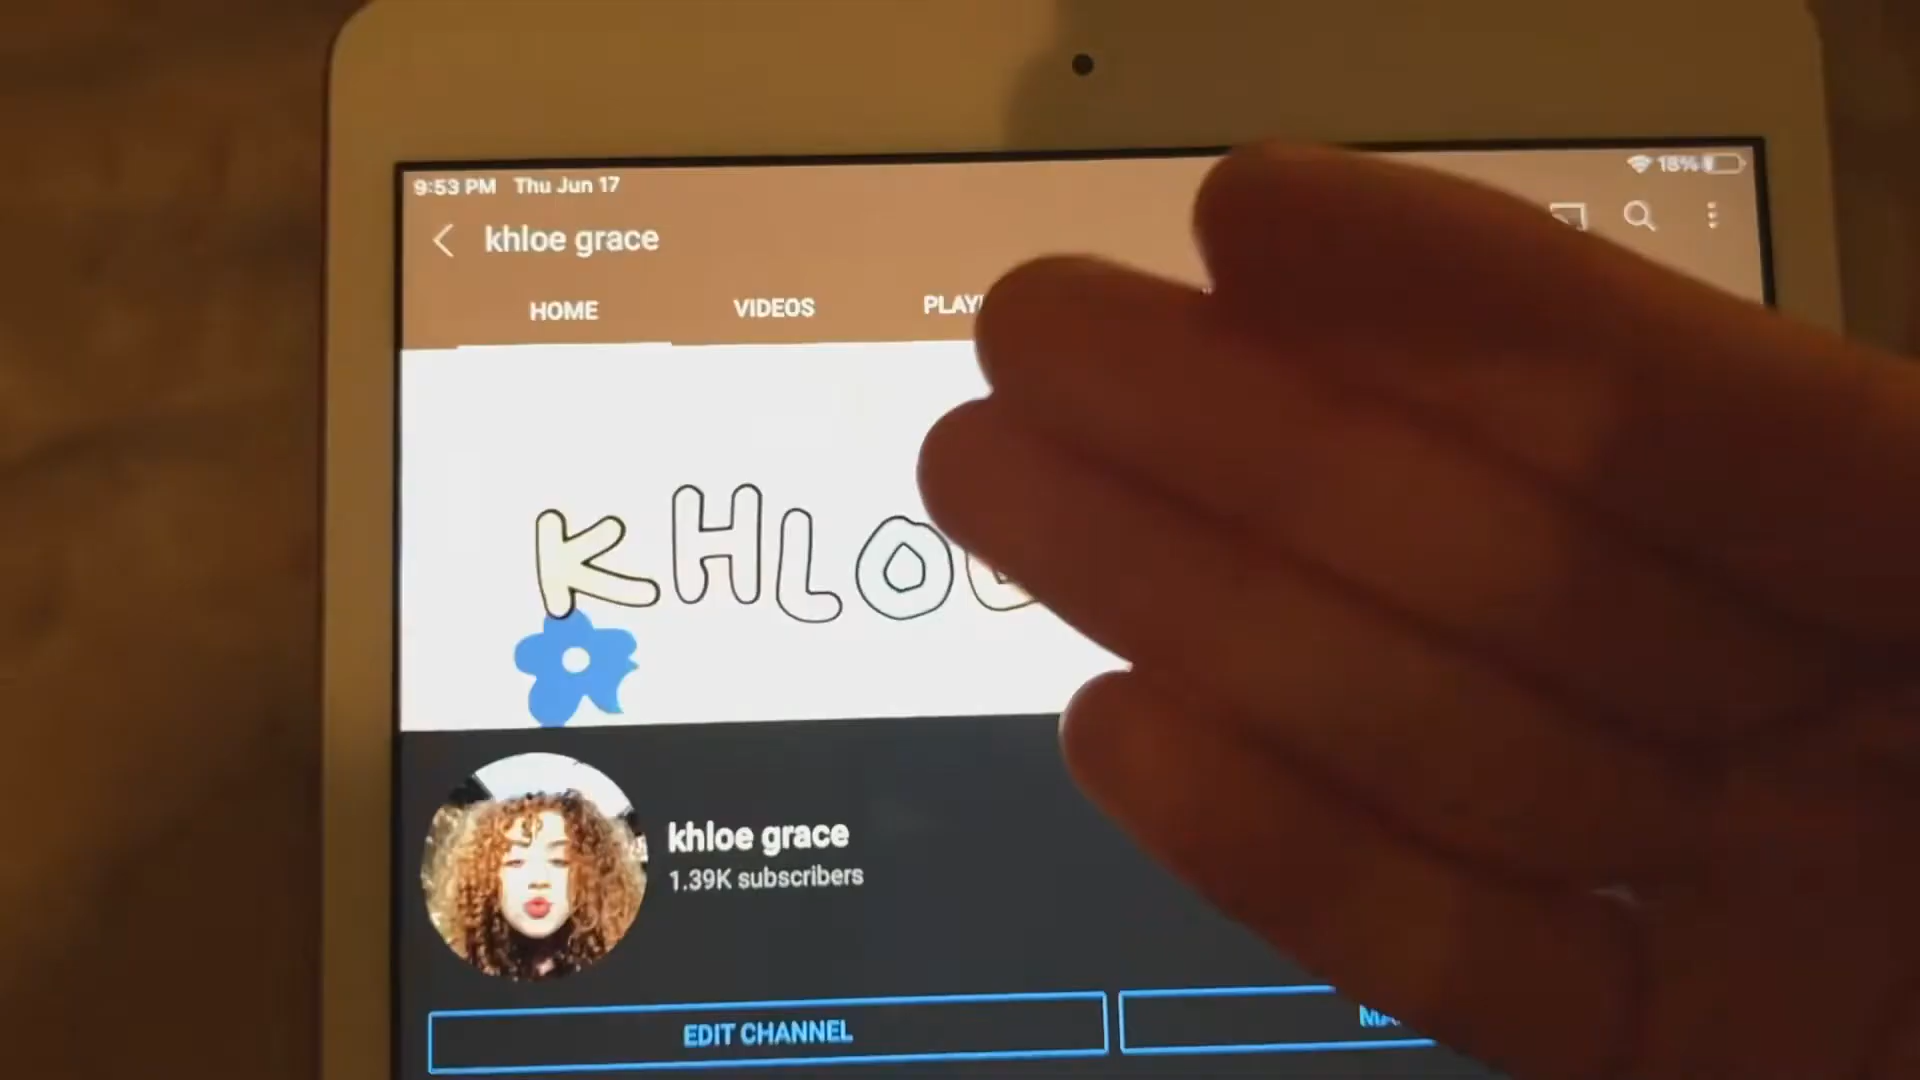 9:53 PM Thu Jun 17
18%
khloe grace
HOME VIDEOS
KHLO
khloe grace
1.39K subscribers
EDIT CHANNEL